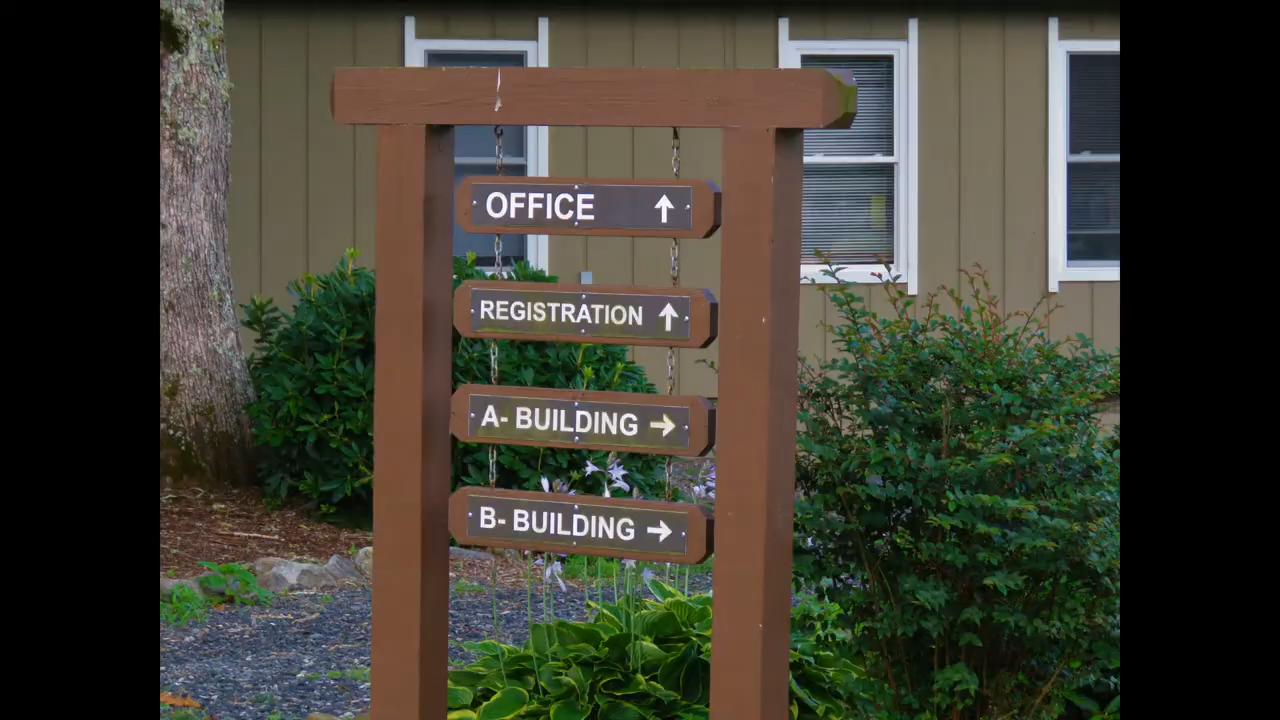 OFFICE ↑
REGISTRATION ↑
A- BUILDING →
B- BUILDING →